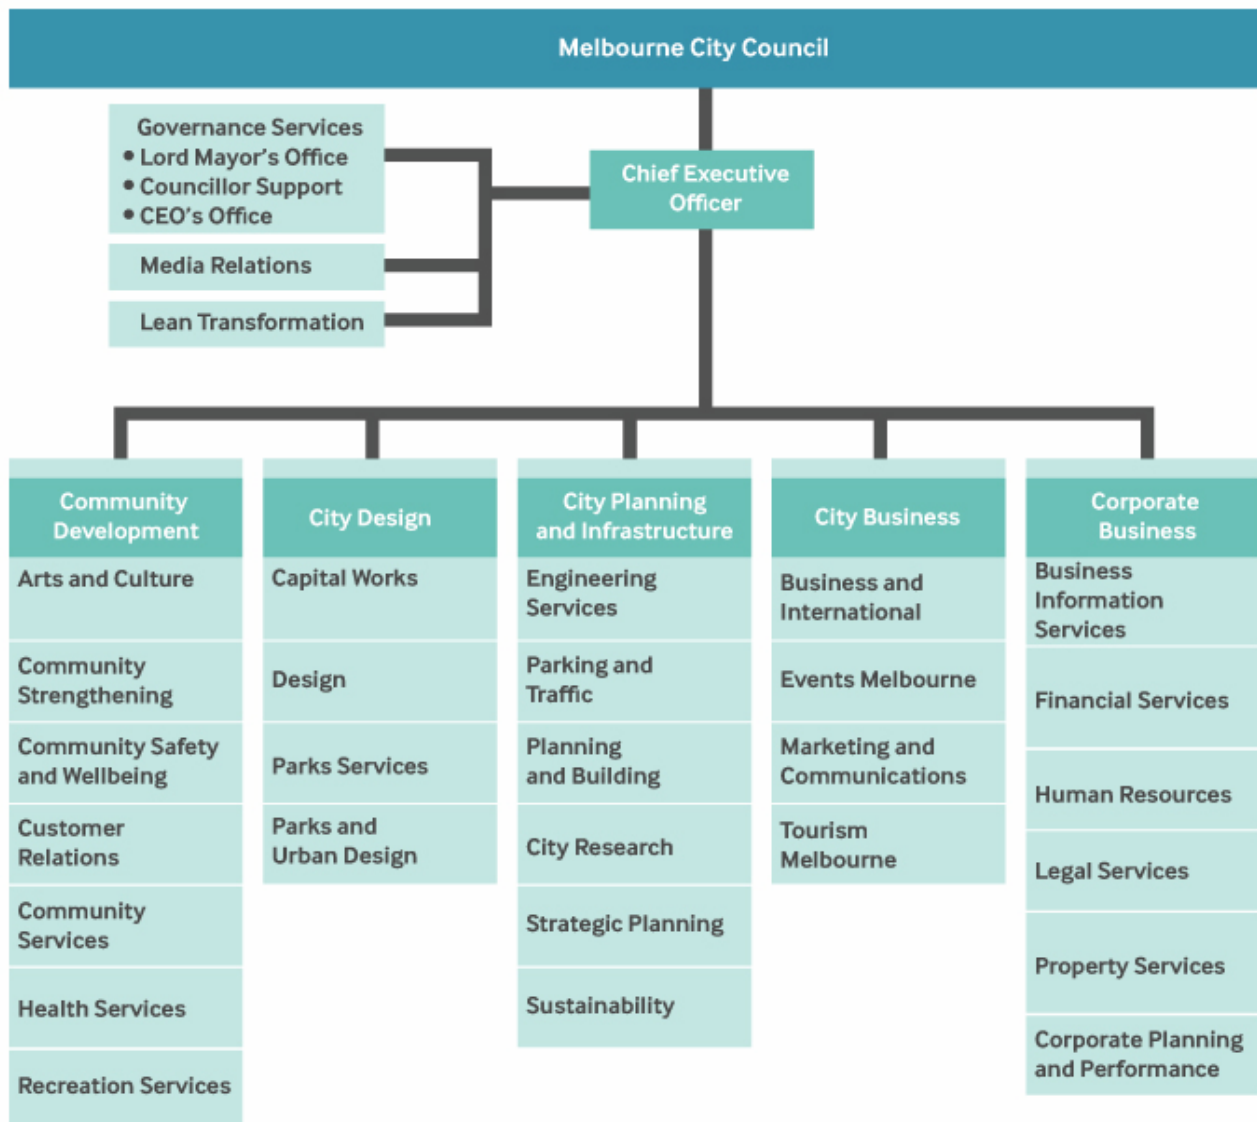 Melbourne City Council
Governance Services
• Lord Mayor's Office
• Councillor Support
• CEO's Office
Chief Executive
Officer
Media Relations
Lean Transformation
Community
Development
Arts and Culture
Community
Strengthening
Community Safety
and Wellbeing
Customer
Relations
Community
Services
Health Services
Recreation Services
City Design
Capital Works
Design
Parks Services
Parks and
Urban Design
City Planning
and Infrastructure
Engineering
Services
Parking and
Traffic
Planning
and Building
City Research
Strategic Planning
Sustainability
City Business
Business and
International
Events Melbourne
Marketing and
Communications
Tourism
Melbourne
Corporate
Business
Business
Information
Services
Financial Services
Human Resources
Legal Services
Property Services
Corporate Planning
and Performance